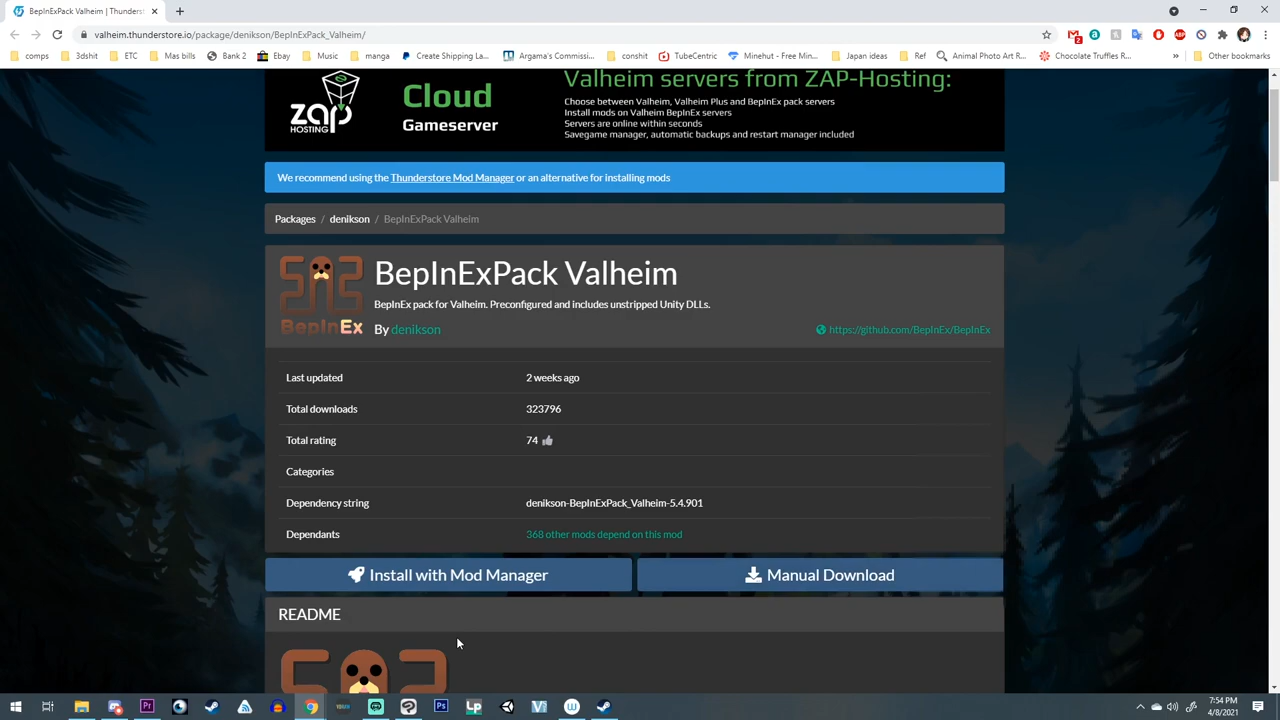 BepInExPack Valheim | Thunderst
valheim.thunderstore.io/package/denikson/BepInExPack_Valheim/
2
ABP
comps
3dshit
ETC
Mas bills
Bank 2
Ebay
Music
manga
Create Shipping La...
Argama's Commissi...
conshit
TubeCentric
Minehut - Free Min...
Japan ideas
Ref
Animal Photo Art R...
Chocolate Truffles R...
»
Other bookmarks
zap
HOSTING
Cloud
Gameserver
Valheim servers from ZAP-Hosting:
Choose between Valheim, Valheim Plus and BepInEx pack servers
Install mods on Valheim BepInEx servers
Servers are online within seconds
Savegame manager, automatic backups and restart manager included
We recommend using the Thunderstore Mod Manager or an alternative for installing mods
Packages / denikson / BepInExPack Valheim
BepInEx
BepInExPack Valheim
BepInEx pack for Valheim. Preconfigured and includes unstripped Unity DLLs.
By denikson
https://github.com/BepInEx/BepInEx
Last updated 2 weeks ago
Total downloads 323796
Total rating 74
Categories
Dependency string denikson-BepInExPack_Valheim-5.4.901
Dependants 368 other mods depend on this mod
Install with Mod Manager
Manual Download
README
Pr
Ps
Lp
7:54 PM
4/8/2021